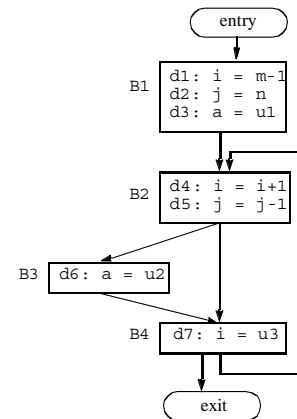 entry
B1
d1: i = m-1
d2: j = n
d3: a = u1
B2
d4: i = i+1
d5: j = j-1
B3
d6: a = u2
B4
d7: i = u3
exit